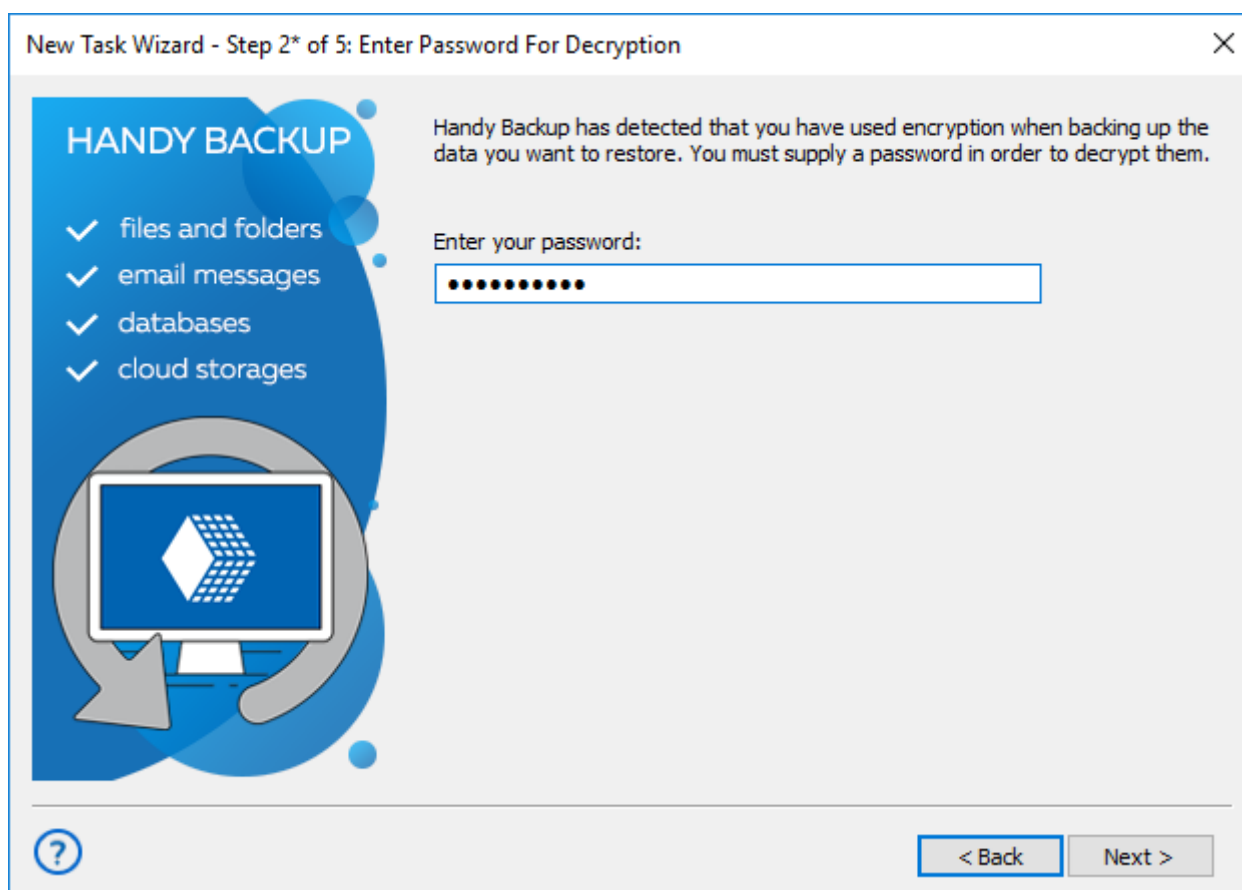 New Task Wizard - Step 2* of 5: Enter Password For Decryption
HANDY BACKUP
files and folders
email messages
databases
cloud storages
Handy Backup has detected that you have used encryption when backing up the
data you want to restore. You must supply a password in order to decrypt them.
Enter your password:
••••••••••
?
< Back
Next >